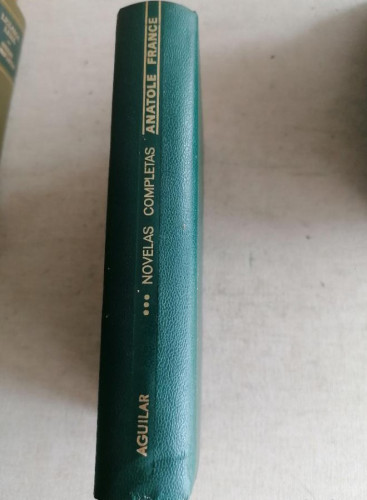 ANATOLE FRANCE
NOVELAS COMPLETAS
AGUILAR